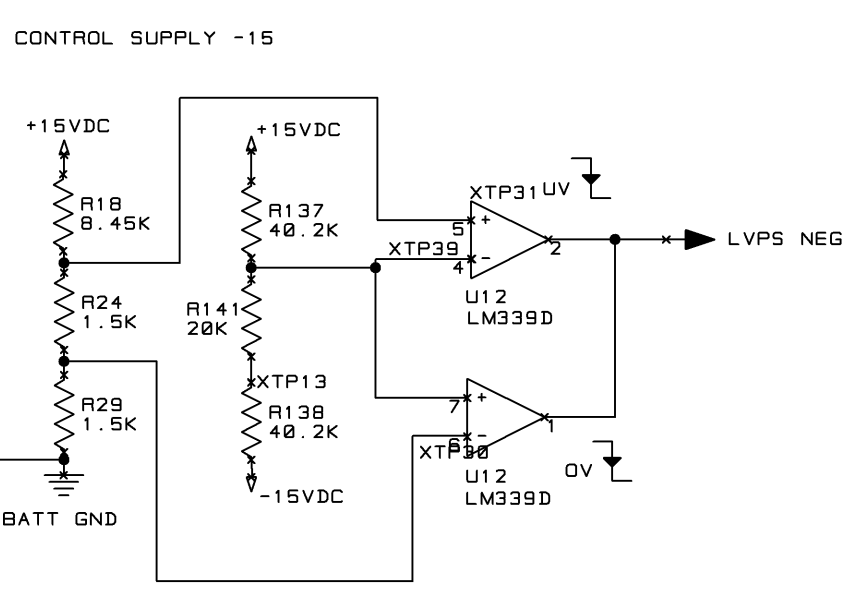 CONTROL SUPPLY -15
+15VDC
+15VDC
R18
8.45K
R137
40.2K
XTP31
UV
5
+
2
LVPS NEG
XTP39
4
-
R24
1.5K
R141
20K
U12
LM339D
XTP13
R29
1.5K
R138
40.2K
7
+
1
6
-
XTP30
OV
U12
LM339D
-15VDC
BATT GND